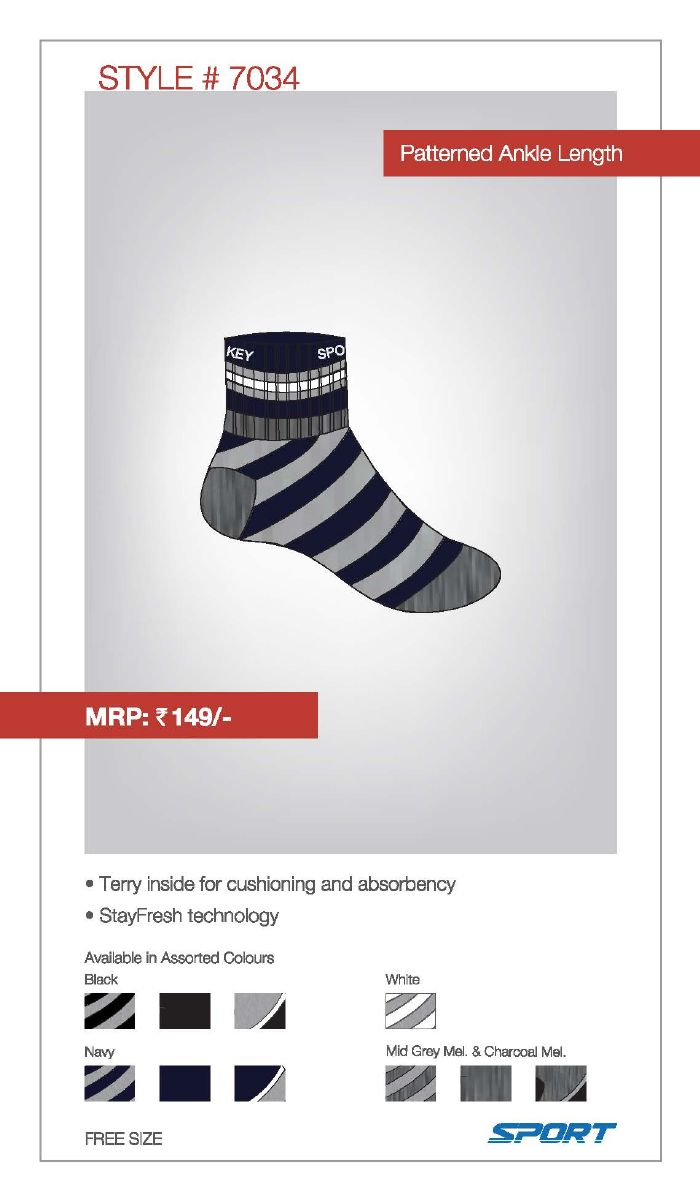 STYLE # 7034
Patterned Ankle Length
KEY SPO
MRP: ₹149/-
• Terry inside for cushioning and absorbency
• StayFresh technology
Available in Assorted Colours
Black
White
Navy
Mid Grey Mel. & Charcoal Mel.
FREE SIZE
SPORT